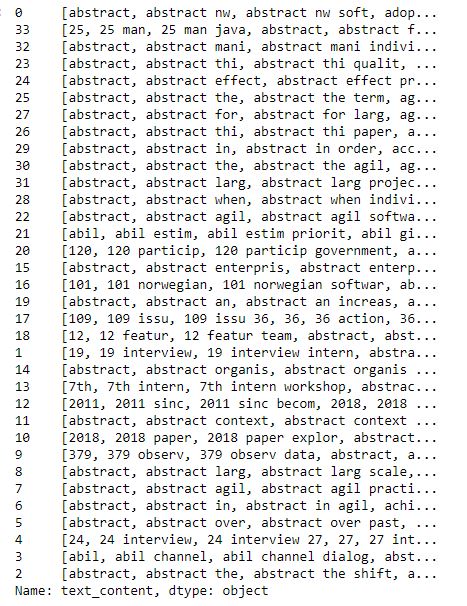 0 [abstract, abstract nw, abstract nw soft, adop...
33 [25, 25 man, 25 man java, abstract, abstract f...
32 [abstract, abstract mani, abstract mani indivi...
23 [abstract, abstract thi, abstract thi qualit, ...
24 [abstract, abstract effect, abstract effect pr...
25 [abstract, abstract the, abstract the term, ag...
27 [abstract, abstract for, abstract for larg, ag...
26 [abstract, abstract thi, abstract thi paper, a...
29 [abstract, abstract in, abstract in order, acc...
30 [abstract, abstract the, abstract the agil, ag...
31 [abstract, abstract larg, abstract larg projec...
28 [abstract, abstract when, abstract when indivi...
22 [abstract, abstract agil, abstract agil softwa...
21 [abil, abil estim, abil estim priorit, abil gi...
20 [120, 120 particip, 120 particip government, a...
15 [abstract, abstract enterpris, abstract enterp...
16 [101, 101 norwegian, 101 norwegian softwar, ab...
19 [abstract, abstract an, abstract an increas, a...
17 [109, 109 issu, 109 issu 36, 36, 36 action, 36...
18 [12, 12 featur, 12 featur team, abstract, abst...
1 [19, 19 interview, 19 interview intern, abstra...
14 [abstract, abstract organis, abstract organis ...
13 [7th, 7th intern, 7th intern workshop, abstrac...
12 [2011, 2011 sinc, 2011 sinc becom, 2018, 2018 ...
11 [abstract, abstract context, abstract context ...
10 [2018, 2018 paper, 2018 paper explor, abstract...
9 [379, 379 observ, 379 observ data, abstract, a...
8 [abstract, abstract larg, abstract larg scale,...
7 [abstract, abstract agil, abstract agil practi...
6 [abstract, abstract in, abstract in agil, achi...
5 [abstract, abstract over, abstract over past, ...
4 [24, 24 interview, 24 interview 27, 27, 27 int...
3 [abil, abil channel, abil channel dialog, abst...
2 [abstract, abstract the, abstract the shift, a...
Name: text_content, dtype: object